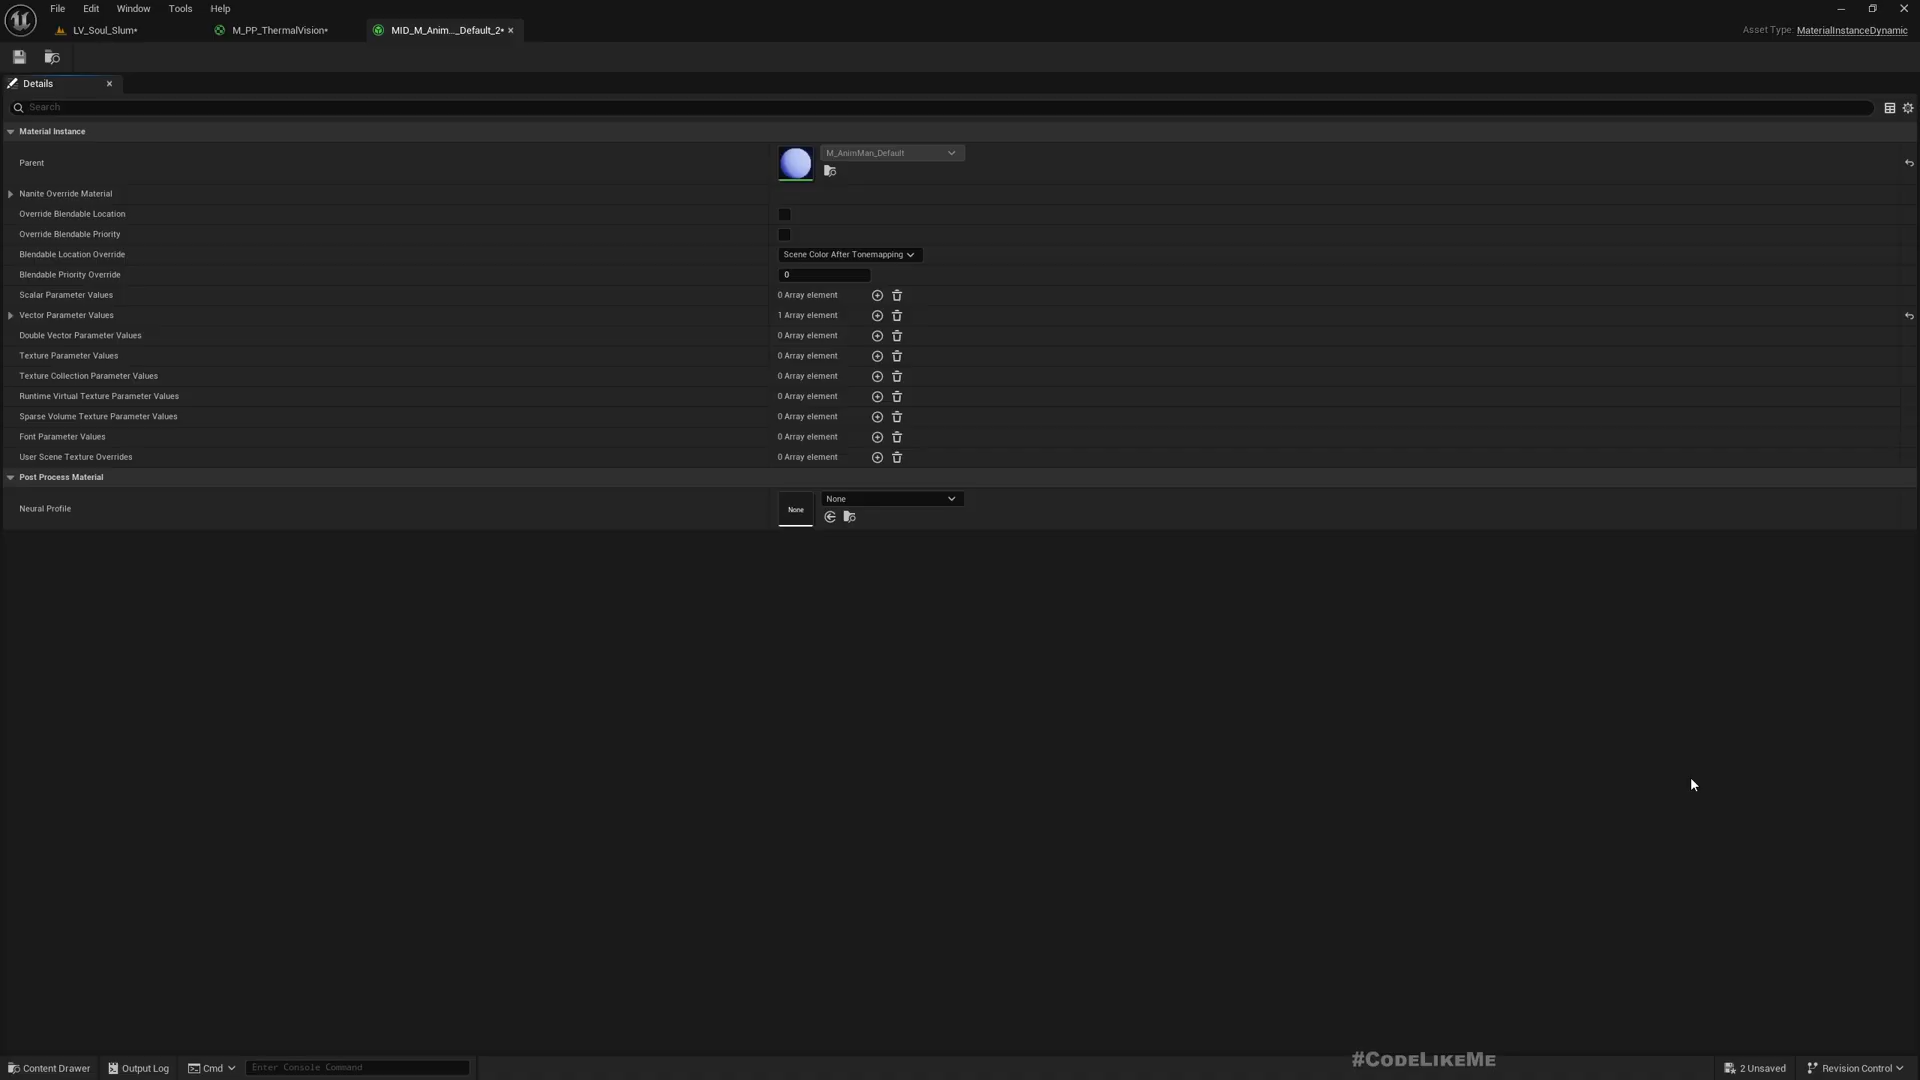 File Edit Window Tools Help
LV_Soul_Slum* M_PP_ThermalVision* MID_M_Anim..._Default_2* Asset Type: MaterialInstanceDynamic
Details
Search
Material Instance
Parent M_AnimMan_Default
Nanite Override Material
Override Blendable Location
Override Blendable Priority
Blendable Location Override Scene Color After Tonemapping
Blendable Priority Override 0
Scalar Parameter Values 0 Array element
Vector Parameter Values 1 Array element
Double Vector Parameter Values 0 Array element
Texture Parameter Values 0 Array element
Texture Collection Parameter Values 0 Array element
Runtime Virtual Texture Parameter Values 0 Array element
Sparse Volume Texture Parameter Values 0 Array element
Font Parameter Values 0 Array element
User Scene Texture Overrides 0 Array element
Post Process Material
Neural Profile None None
#CodeLikeMe
Content Drawer Output Log Cmd Enter Console Command 2 Unsaved Revision Control